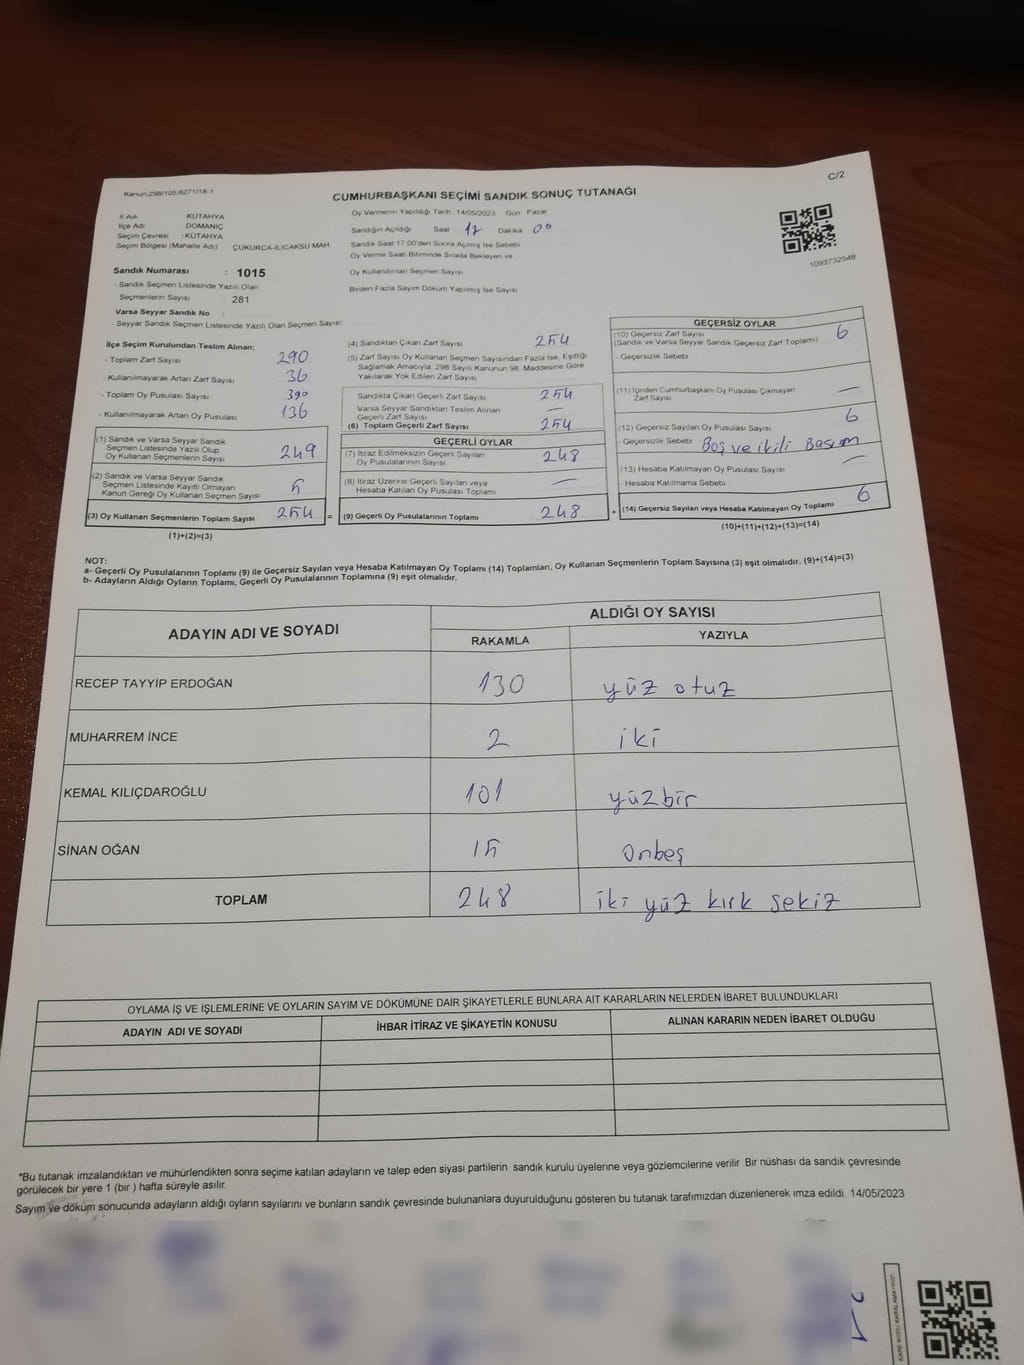 Kanun.298/105,6271/18-1
C/2
CUMHURBAŞKANI SEÇİMİ SANDIK SONUÇ TUTANAĞI
İl Adı KÜTAHYA
İlçe Adı DOMANİÇ
Seçim Çevresi : KÜTAHYA
Seçim Bölgesi (Mahalle Adı) ÇUKURCA-ILICAKSU MAH.
Sandık Numarası : 1015
- Sandık Seçmen Listesinde Yazılı Olan
Seçmenlerin Sayısı : 281
Varsa Seyyar Sandık No :
- Seyyar Sandık Seçmen Listesinde Yazılı Olan Seçmen Sayısı
Oy Vermenin Yapıldığı Tarih 14/05/2023 Gün Pazar
Sandığın Açıldığı Saat 17 Dakika 00
Sandık Saat 17.00'den Sonra Açılmış İse Sebebi
Oy Verme Saati Bitiminde Sırada Bekleyen ve
Oy Kullandırılan Seçmen Sayısı
Birden Fazla Sayım Döküm Yapılmış İse Sayısı
1093732548
İlçe Seçim Kurulundan Teslim Alınan;
- Toplam Zarf Sayısı 290
- Kullanılmayarak Artan Zarf Sayısı 36
- Toplam Oy Pusulası Sayısı 390
- Kullanılmayarak Artan Oy Pusulası 136
(1) Sandık ve Varsa Seyyar Sandık
Seçmen Listesinde Yazılı Olup
Oy Kullanan Seçmenlerin Sayısı 249
(2) Sandık ve Varsa Seyyar Sandık
Seçmen Listesinde Kayıtlı Olmayan
Kanun Gereği Oy Kullanan Seçmen Sayısı 5
(3) Oy Kullanan Seçmenlerin Toplam Sayısı 254 =
(1)+(2)=(3)
(4) Sandıktan Çıkan Zarf Sayısı 254
(5) Zarf Sayısı Oy Kullanan Seçmen Sayısından Fazla İse, Eşitliği
Sağlamak Amacıyla: 298 Sayılı Kanunun 98. Maddesine Göre
Yakılarak Yok Edilen Zarf Sayısı
Sandıkta Çıkan Geçerli Zarf Sayısı 254
Varsa Seyyar Sandıktan Teslim Alınan
Geçerli Zarf Sayısı —
(6) Toplam Geçerli Zarf Sayısı 254
GEÇERLİ OYLAR
(7) İtiraz Edilmeksizin Geçerli Sayılan
Oy Pusulalarının Sayısı 248
(8) İtiraz Üzerine Geçerli Sayılan veya
Hesaba Katılan Oy Pusulası Toplamı —
(9) Geçerli Oy Pusulalarının Toplamı 248 +
GEÇERSİZ OYLAR
(10) Geçersiz Zarf Sayısı 6
(Sandık ve Varsa Seyyar Sandık Geçersiz Zarf Toplamı)
- Geçersizlik Sebebi
(11) İçinden Cumhurbaşkanı Oy Pusulası Çıkmayan
Zarf Sayısı —
(12) Geçersiz Sayılan Oy Pusulası Sayısı 6
- Geçersizlik Sebebi Boş ve ikili Basım
(13) Hesaba Katılmayan Oy Pusulası Sayısı —
- Hesaba Katılmama Sebebi
(14) Geçersiz Sayılan veya Hesaba Katılmayan Oy Toplamı 6
(10)+(11)+(12)+(13)=(14)
NOT:
a- Geçerli Oy Pusulalarının Toplamı (9) ile Geçersiz Sayılan veya Hesaba Katılmayan Oy Toplamı (14) Toplamları, Oy Kullanan Seçmenlerin Toplam Sayısına (3) eşit olmalıdır. (9)+(14)=(3)
b- Adayların Aldığı Oyların Toplamı, Geçerli Oy Pusulalarının Toplamına (9) eşit olmalıdır.
ADAYIN ADI VE SOYADI
ALDIĞI OY SAYISI
RAKAMLA YAZIYLA
RECEP TAYYİP ERDOĞAN 130 yüz otuz
MUHARREM İNCE 2 iki
KEMAL KILIÇDAROĞLU 101 yüzbir
SİNAN OĞAN 15 Onbeş
TOPLAM 248 iki yüz kırk sekiz
OYLAMA İŞ VE İŞLEMLERİNE VE OYLARIN SAYIM VE DÖKÜMÜNE DAİR ŞİKAYETLERLE BUNLARA AİT KARARLARIN NELERDEN İBARET BULUNDUKLARI
ADAYIN ADI VE SOYADI İHBAR İTİRAZ VE ŞİKAYETİN KONUSU ALINAN KARARIN NEDEN İBARET OLDUĞU
*Bu tutanak imzalandıktan ve mühürlendikten sonra seçime katılan adayların ve talep eden siyasi partilerin sandık kurulu üyelerine veya gözlemcilerine verilir .Bir nüshası da sandık çevresinde
görülecek bir yere 1 (bir ) hafta süreyle asılır.
Sayım ve döküm sonucunda adayların aldığı oyların sayılarını ve bunların sandık çevresinde bulunanlara duyurulduğunu gösteren bu tutanak tarafımızdan düzenlenerek imza edildi. 14/05/2023